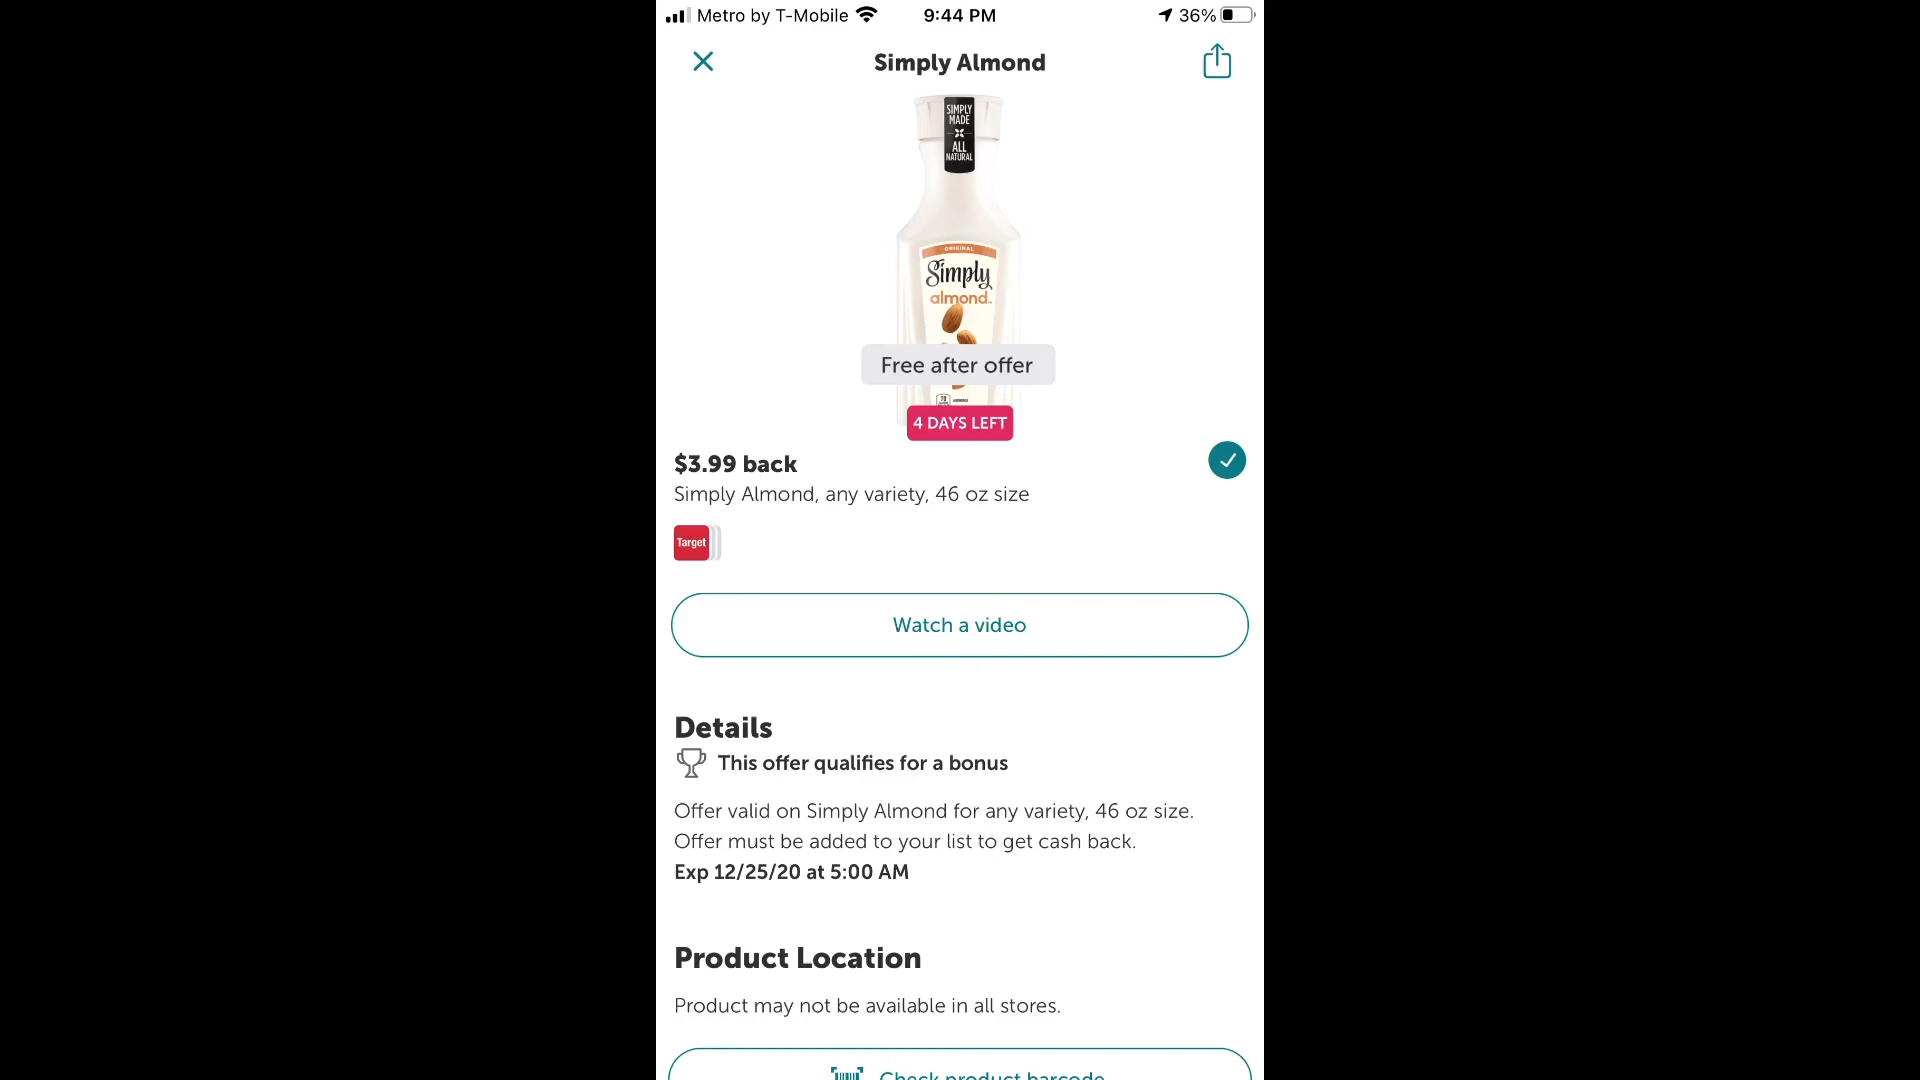 Metro by T-Mobile 9:44 PM 36%
Simply Almond
SIMPLY
MADE
ALL
NATURAL
ORIGINAL
Simply
almond
Free after offer
4 DAYS LEFT
$3.99 back
Simply Almond, any variety, 46 oz size
Target
Watch a video
Details
This offer qualifies for a bonus
Offer valid on Simply Almond for any variety, 46 oz size.
Offer must be added to your list to get cash back.
Exp 12/25/20 at 5:00 AM
Product Location
Product may not be available in all stores.
Check product barcode